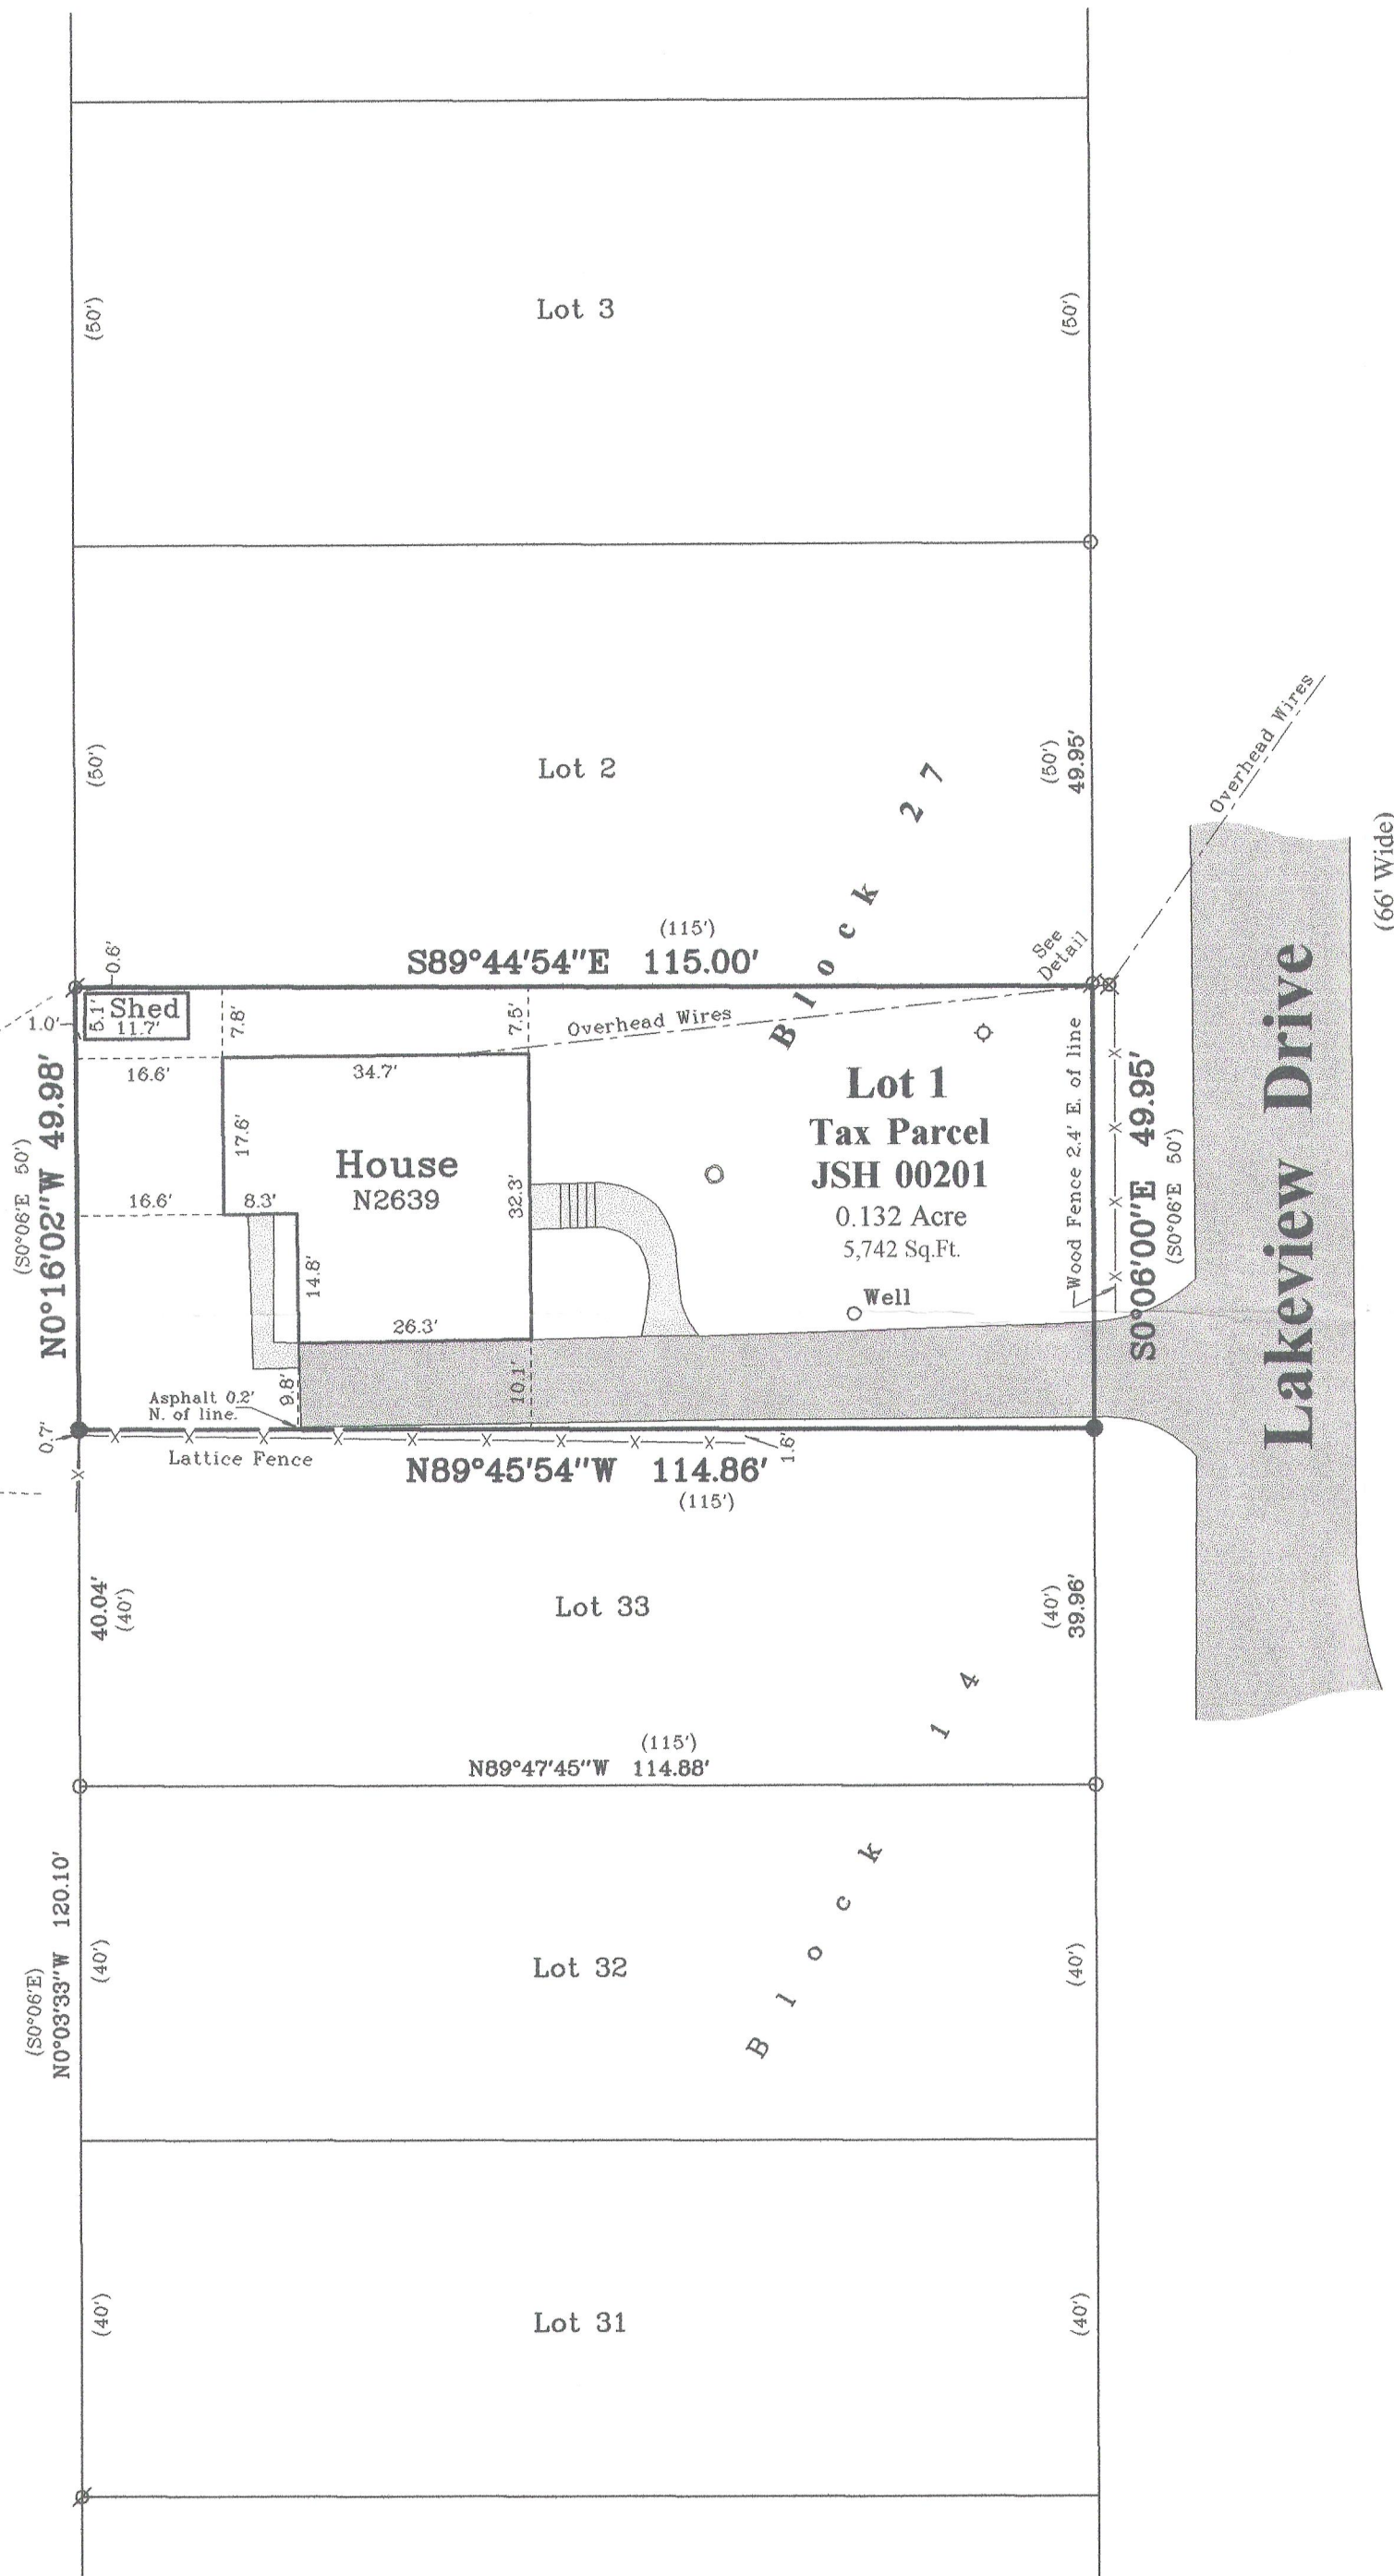 (50')
Lot 3
(50')
(50')
Lot 2
(50')
49.95'
Block 27
Overhead Wires
(66' Wide)
Lakeview Drive
(115')
S89°44'54"E 115.00'
See
Detail
0.6'
1.0'
5.1'
Shed
11.7'
7.8'
7.5'
Overhead Wires
16.6'
34.7'
17.6'
House
N2639
32.3'
16.6'
8.3'
14.8'
26.3'
9.8'
10.1'
Lot 1
Tax Parcel
JSH 00201
0.132 Acre
5,742 Sq.Ft.
Well
Wood Fence 2.4' E. of line
S0°06'00"E 49.95'
(S0°06'E 50')
(S0°06'E 50')
N0°16'02"W 49.98'
Asphalt 0.2'
N. of line.
0.7'
Lattice Fence
1.6'
N89°45'54"W 114.86'
(115')
40.04'
(40')
Lot 33
(40')
39.96'
Block 14
(115')
N89°47'45"W 114.88'
(S0°06'E)
N0°03'33"W 120.10'
(40')
Lot 32
(40')
(40')
Lot 31
(40')